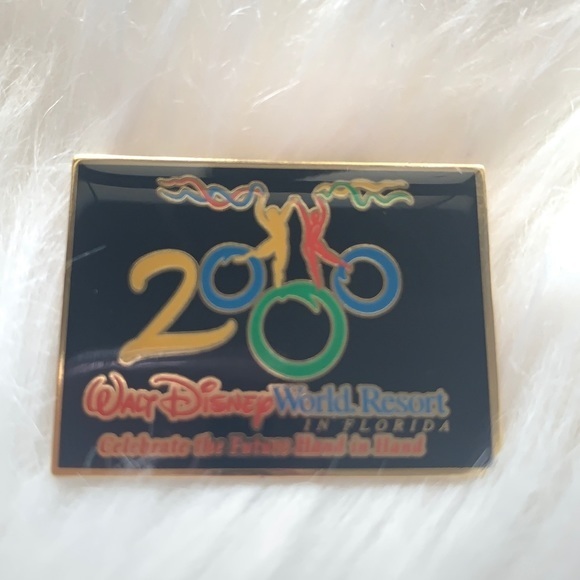 2000
Walt Disney World Resort
IN FLORIDA
Celebrate the Future Hand in Hand